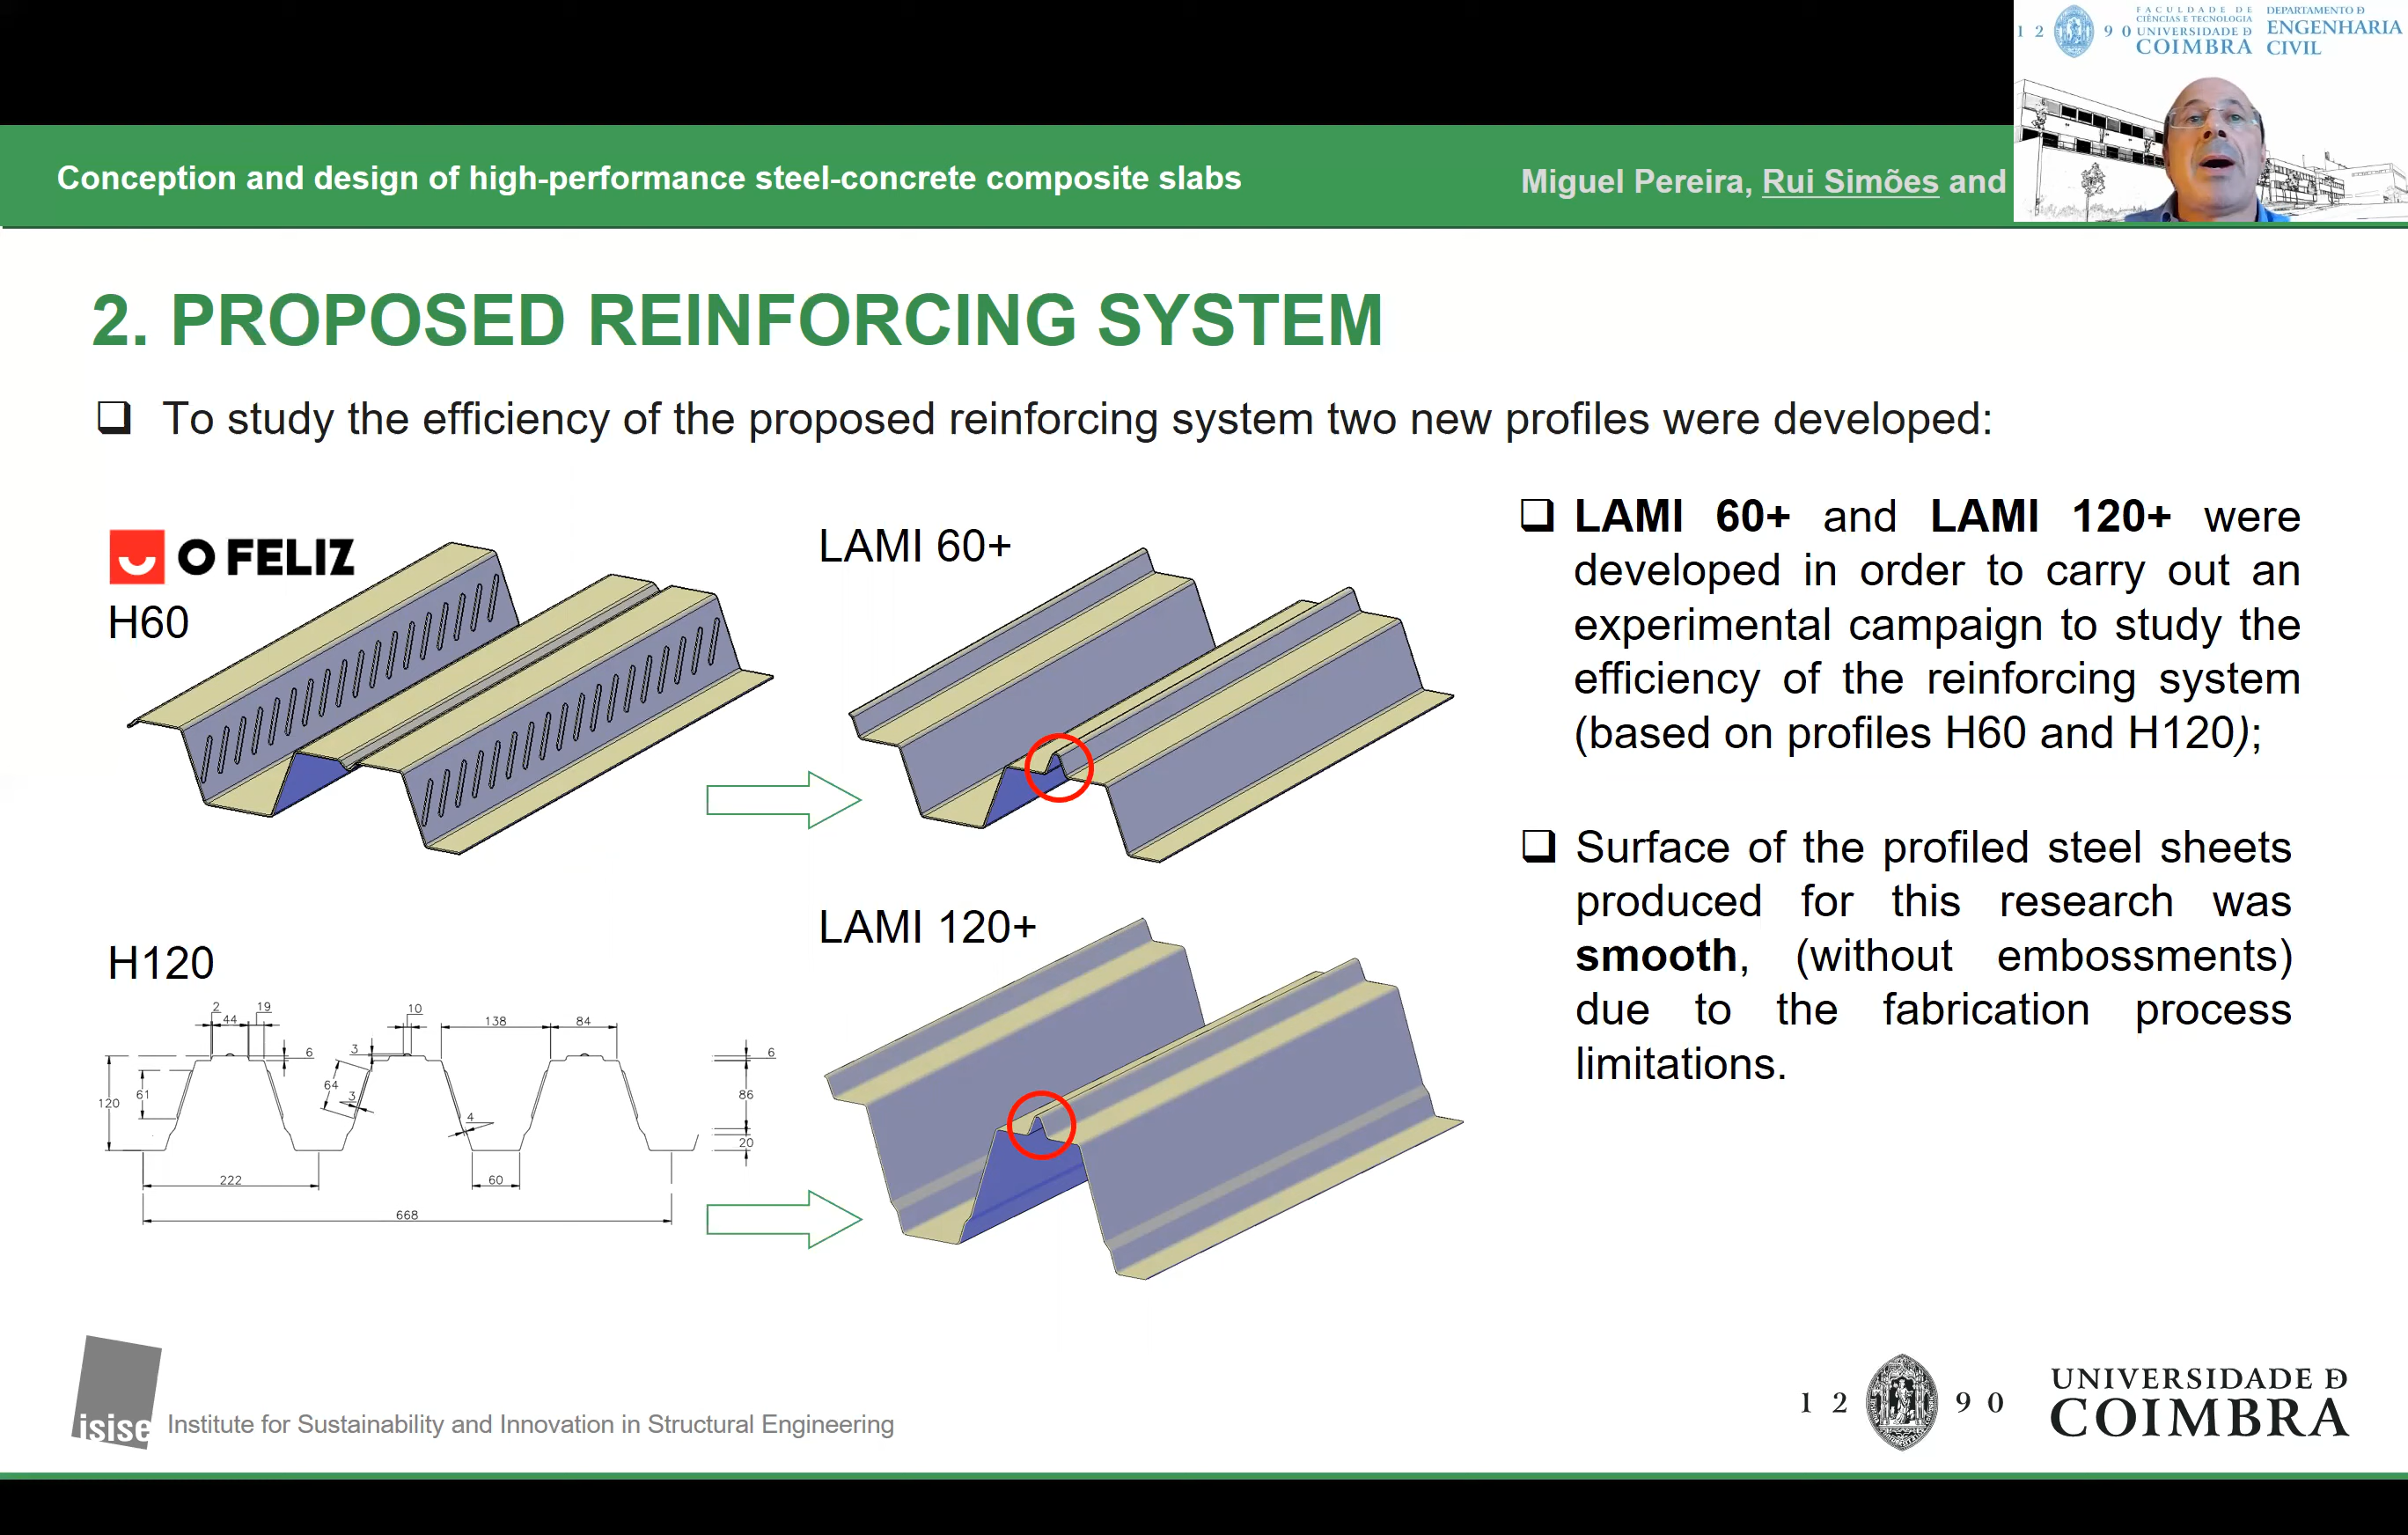 FACULDADE DE
CIÊNCIAS E TECNOLOGIA
UNIVERSIDADE Ð
COIMBRA
DEPARTAMENTO Ð
ENGENHARIA
CIVIL
1 2 9 0
Conception and design of high-performance steel-concrete composite slabs
Miguel Pereira, Rui Simões and
2. PROPOSED REINFORCING SYSTEM
❑ To study the efficiency of the proposed reinforcing system two new profiles were developed:
O FELIZ
H60
LAMI 60+
H120
2
44
19
6
3
10
138
84
6
120
61
64
3
4
86
20
222
60
668
LAMI 120+
❑ LAMI 60+ and LAMI 120+ were
developed in order to carry out an
experimental campaign to study the
efficiency of the reinforcing system
(based on profiles H60 and H120);
❑ Surface of the profiled steel sheets
produced for this research was
smooth, (without embossments)
due to the fabrication process
limitations.
isise
Institute for Sustainability and Innovation in Structural Engineering
1 2 9 0
UNIVERSIDADE Ð
COIMBRA